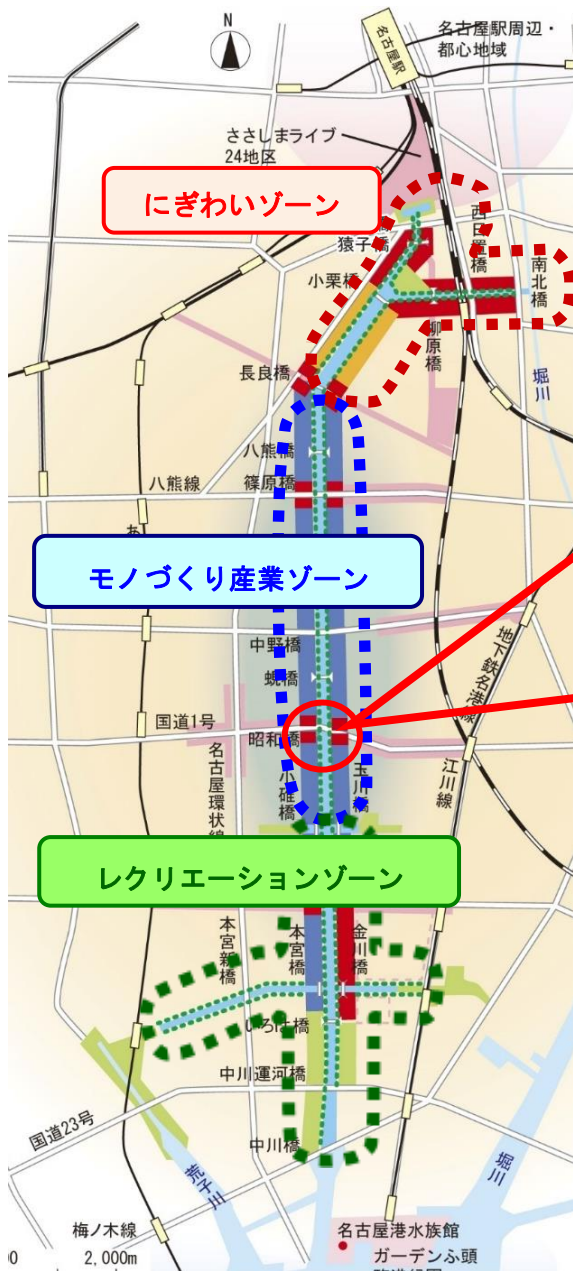 N
名古屋駅
名古屋駅周辺・
都心地域
ささしまライブ
24地区
にぎわいゾーン
猿子橋
西日置橋
小栗橋
南北橋
柳原橋
長良橋
堀川
八熊橋
八熊線
篠原橋
あ
モノづくり産業ゾーン
中野橋
地下鉄名港線
蜆橋
国道1号
昭和橋
名古屋環状線
小碓橋
玉川橋
江川線
レクリエーションゾーン
本宮新橋
本宮橋
金川橋
いろは橋
中川運河橋
国道23号
中川橋
荒子川
堀川
梅ノ木線
名古屋港水族館
2,000m
ガーデンふ頭